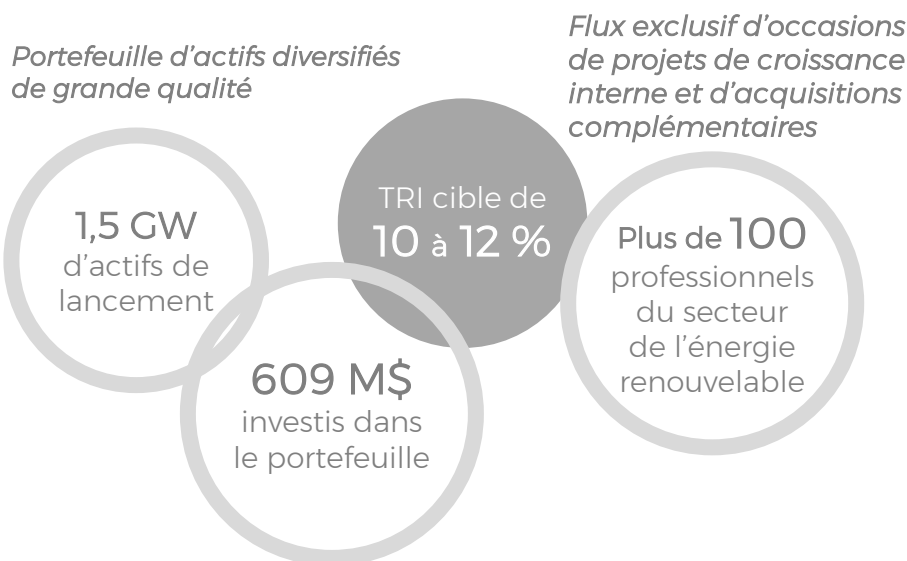 Portefeuille d'actifs diversifiés
de grande qualité
Flux exclusif d'occasions
de projets de croissance
interne et d'acquisitions
complémentaires
1,5 GW
d'actifs de
lancement
TRI cible de
10 à 12 %
Plus de 100
professionnels
du secteur
de l'énergie
renouvelable
609 M$
investis dans
le portefeuille